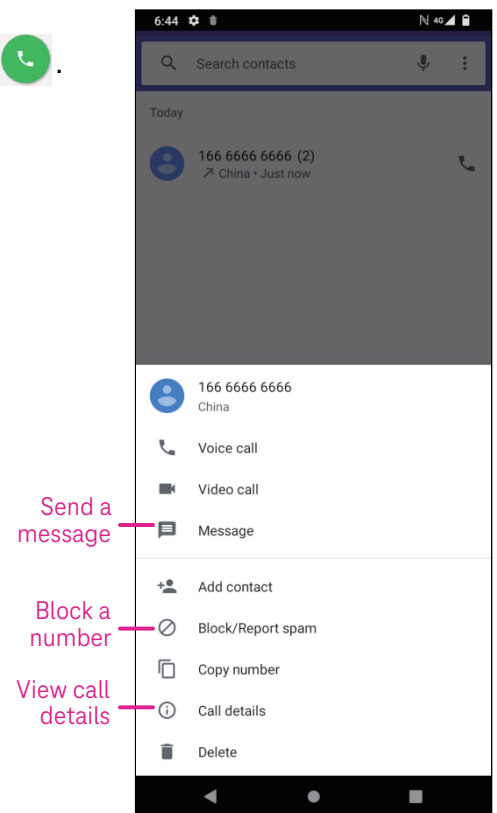 6:44 4G
.
Search contacts
Today
166 6666 6666 (2)
China • Just now
166 6666 6666
China
Voice call
Video call
Send a
message
Message
Add contact
Block a
number
Block/Report spam
Copy number
View call
details
Call details
Delete